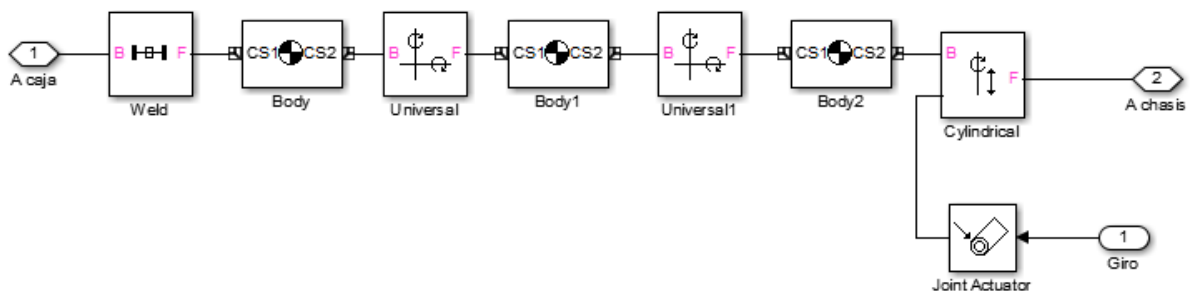 1
A caja
B F
Weld
CS1 CS2
Body
B F
Universal
CS1 CS2
Body1
B F
Universal1
CS1 CS2
Body2
B
F
Cylindrical
2
A chasis
Joint Actuator
1
Giro